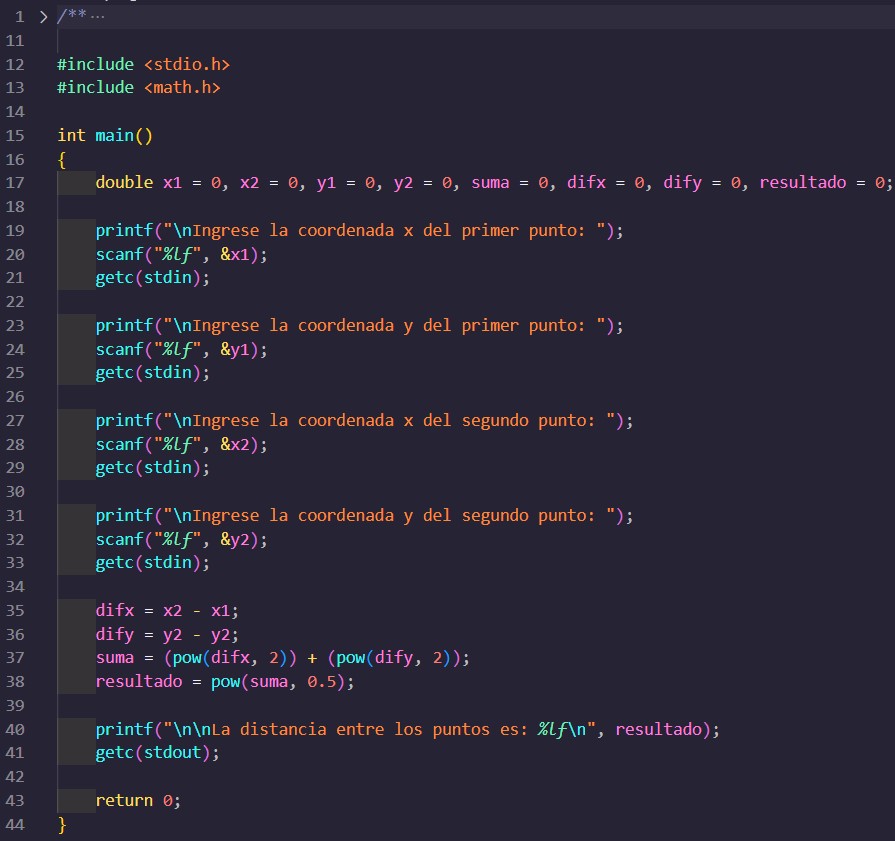 1 > /** ...
11
12 #include <stdio.h>
13 #include <math.h>
14
15 int main()
16 {
17     double x1 = 0, x2 = 0, y1 = 0, y2 = 0, suma = 0, difx = 0, dify = 0, resultado = 0;
18
19     printf("\nIngrese la coordenada x del primer punto: ");
20     scanf("%lf", &x1);
21     getc(stdin);
22
23     printf("\nIngrese la coordenada y del primer punto: ");
24     scanf("%lf", &y1);
25     getc(stdin);
26
27     printf("\nIngrese la coordenada x del segundo punto: ");
28     scanf("%lf", &x2);
29     getc(stdin);
30
31     printf("\nIngrese la coordenada y del segundo punto: ");
32     scanf("%lf", &y2);
33     getc(stdin);
34
35     difx = x2 - x1;
36     dify = y2 - y2;
37     suma = (pow(difx, 2)) + (pow(dify, 2));
38     resultado = pow(suma, 0.5);
39
40     printf("\n\nLa distancia entre los puntos es: %lf\n", resultado);
41     getc(stdout);
42
43     return 0;
44 }